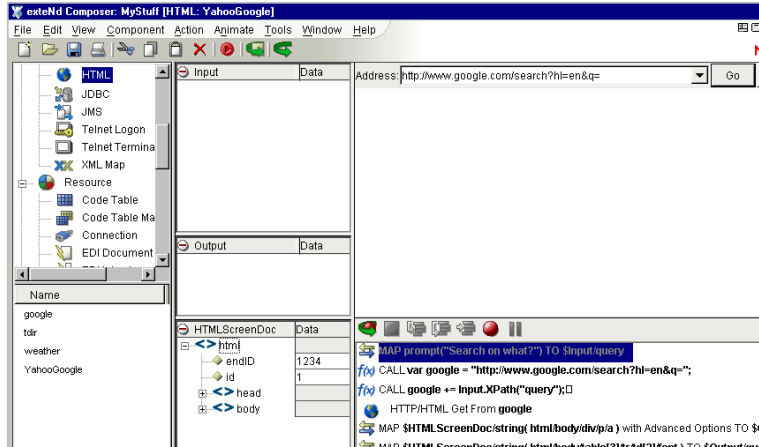 exteNd Composer: MyStuff [HTML: YahooGoogle]
File Edit View Component Action Animate Tools Window Help
HTML
JDBC
JMS
Telnet Logon
Telnet Termina
XML Map
Resource
Code Table
Code Table Ma
Connection
EDI Document
Name
google
tdir
weather
YahooGoogle
Input Data
Output Data
HTMLScreenDoc Data
html
endID 1234
id 1
head
body
Address: http://www.google.com/search?hl=en&q= Go
MAP prompt("Search on what?") TO $Input/query
f(x) CALL var google = "http://www.google.com/search?hl=en&q=";
f(x) CALL google += Input.XPath("query");
HTTP/HTML Get From google
MAP $HTMLScreenDoc/string( html/body/div/p/a ) with Advanced Options TO